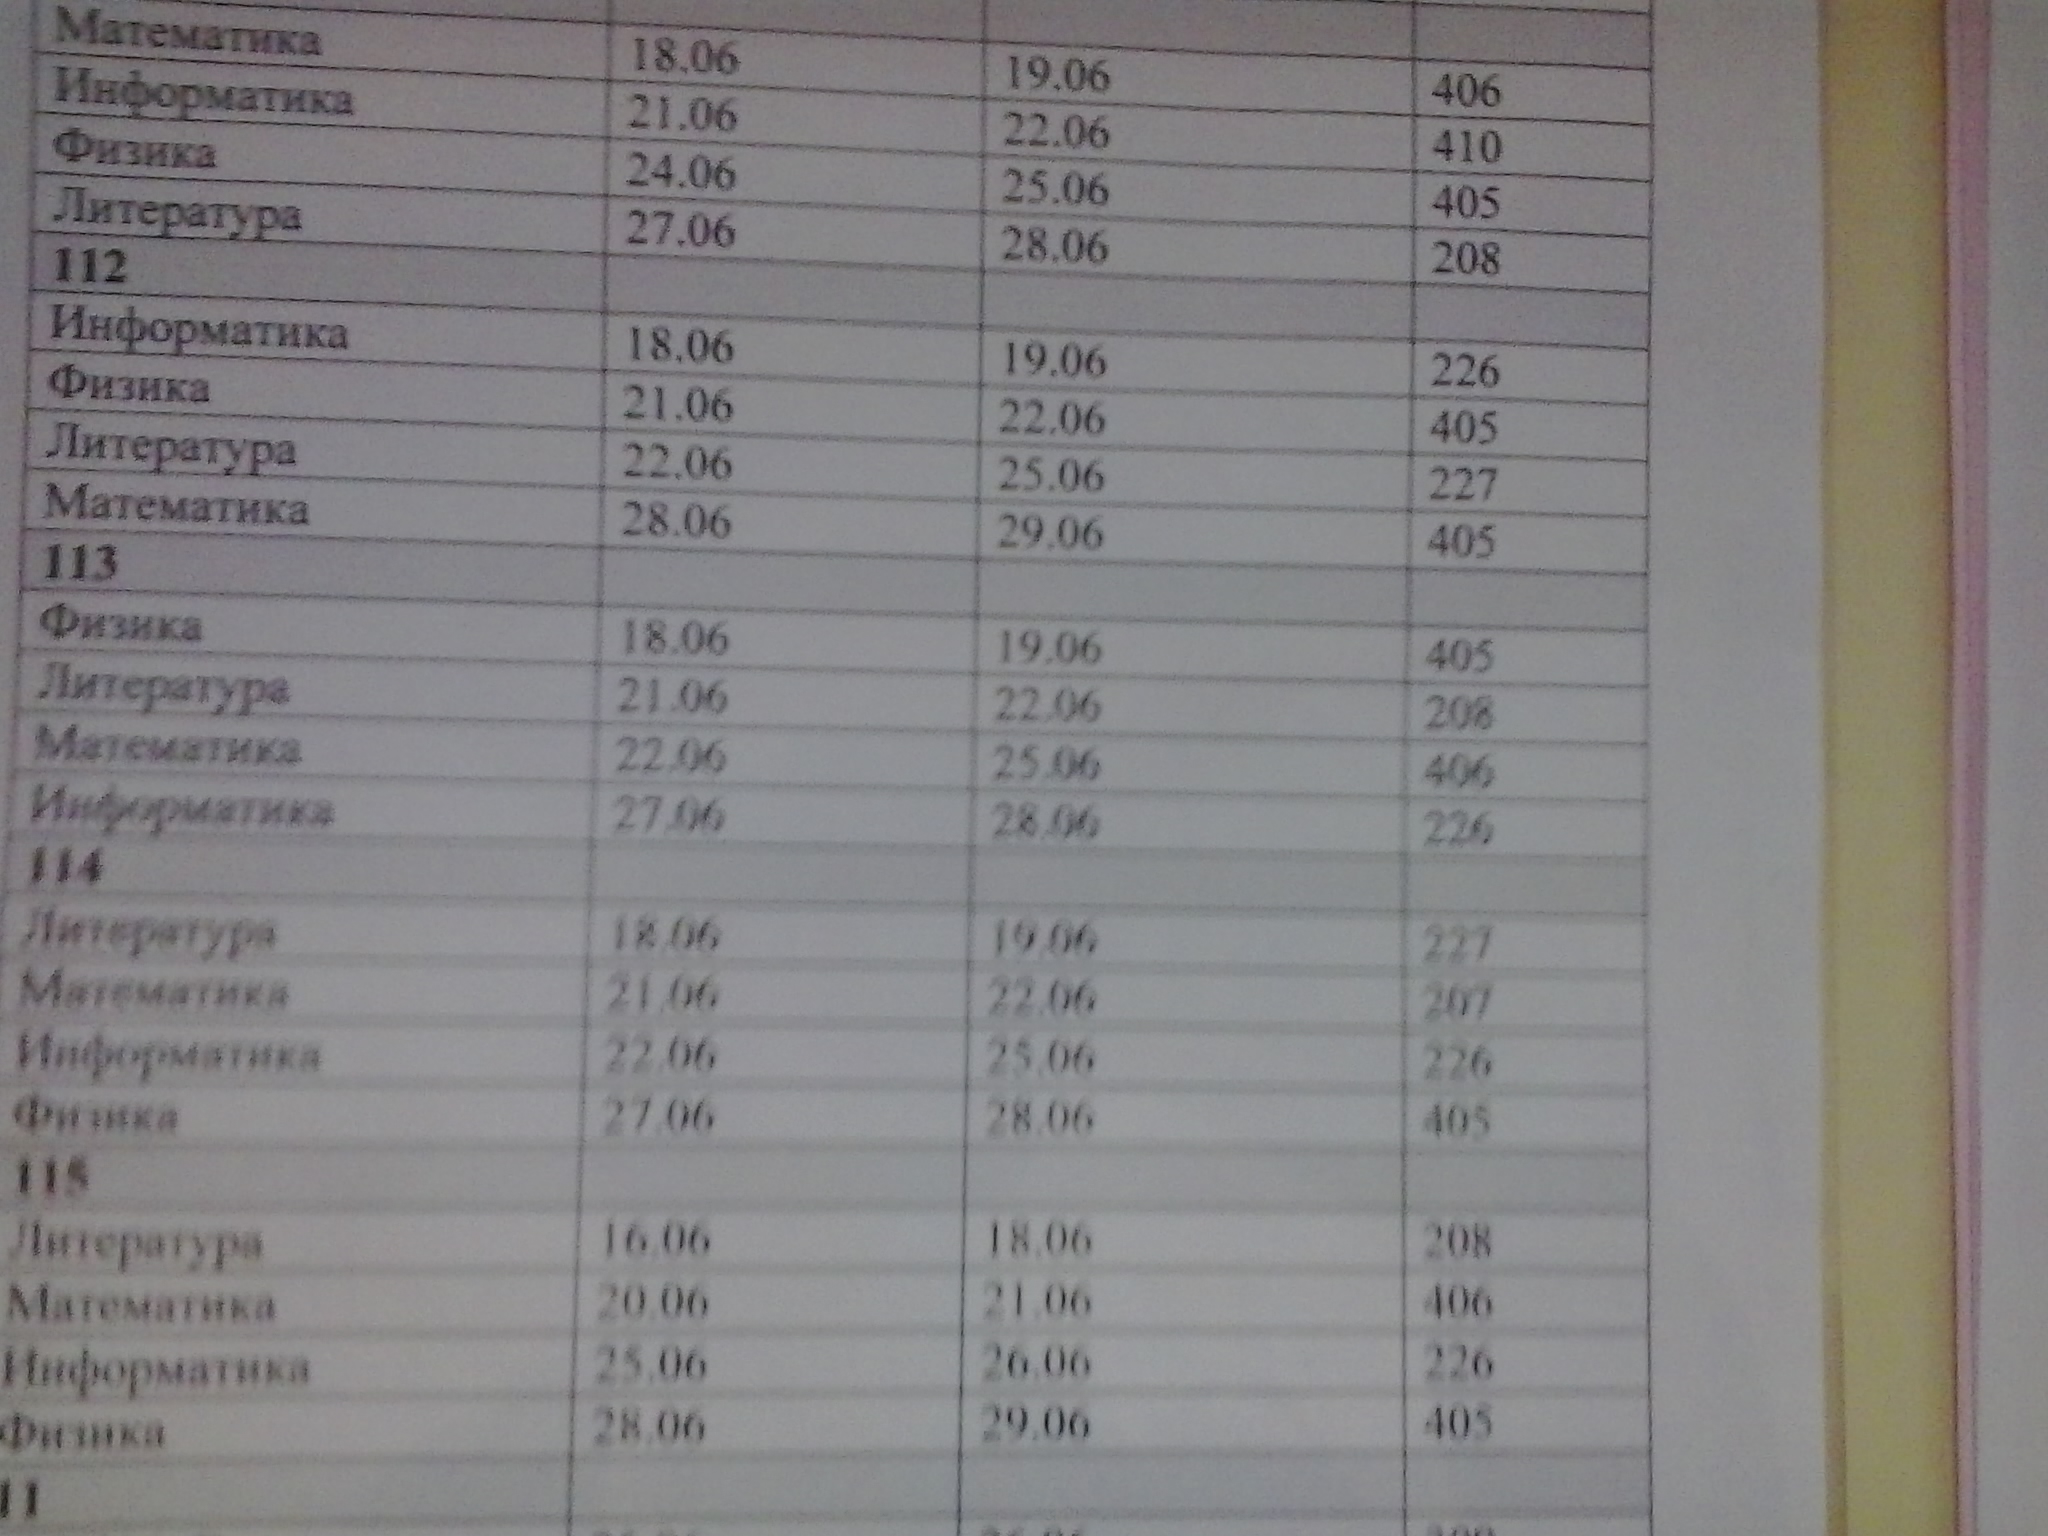 Математика 18.06 19.06 406
Информатика 21.06 22.06 410
Физика 24.06 25.06 405
Литература 27.06 28.06 208
112
Информатика 18.06 19.06 226
Физика 21.06 22.06 405
Литература 22.06 25.06 227
Математика 28.06 29.06 405
113
Физика 18.06 19.06 405
Литература 21.06 22.06 208
Математика 22.06 25.06 406
Информатика 27.06 28.06 226
114
Литература 18.06 19.06 227
Математика 21.06 22.06 207
Информатика 22.06 25.06 226
Физика 27.06 28.06 405
115
Литература 16.06 18.06 208
Математика 20.06 21.06 406
Информатика 25.06 26.06 226
Физика 28.06 29.06 405
11